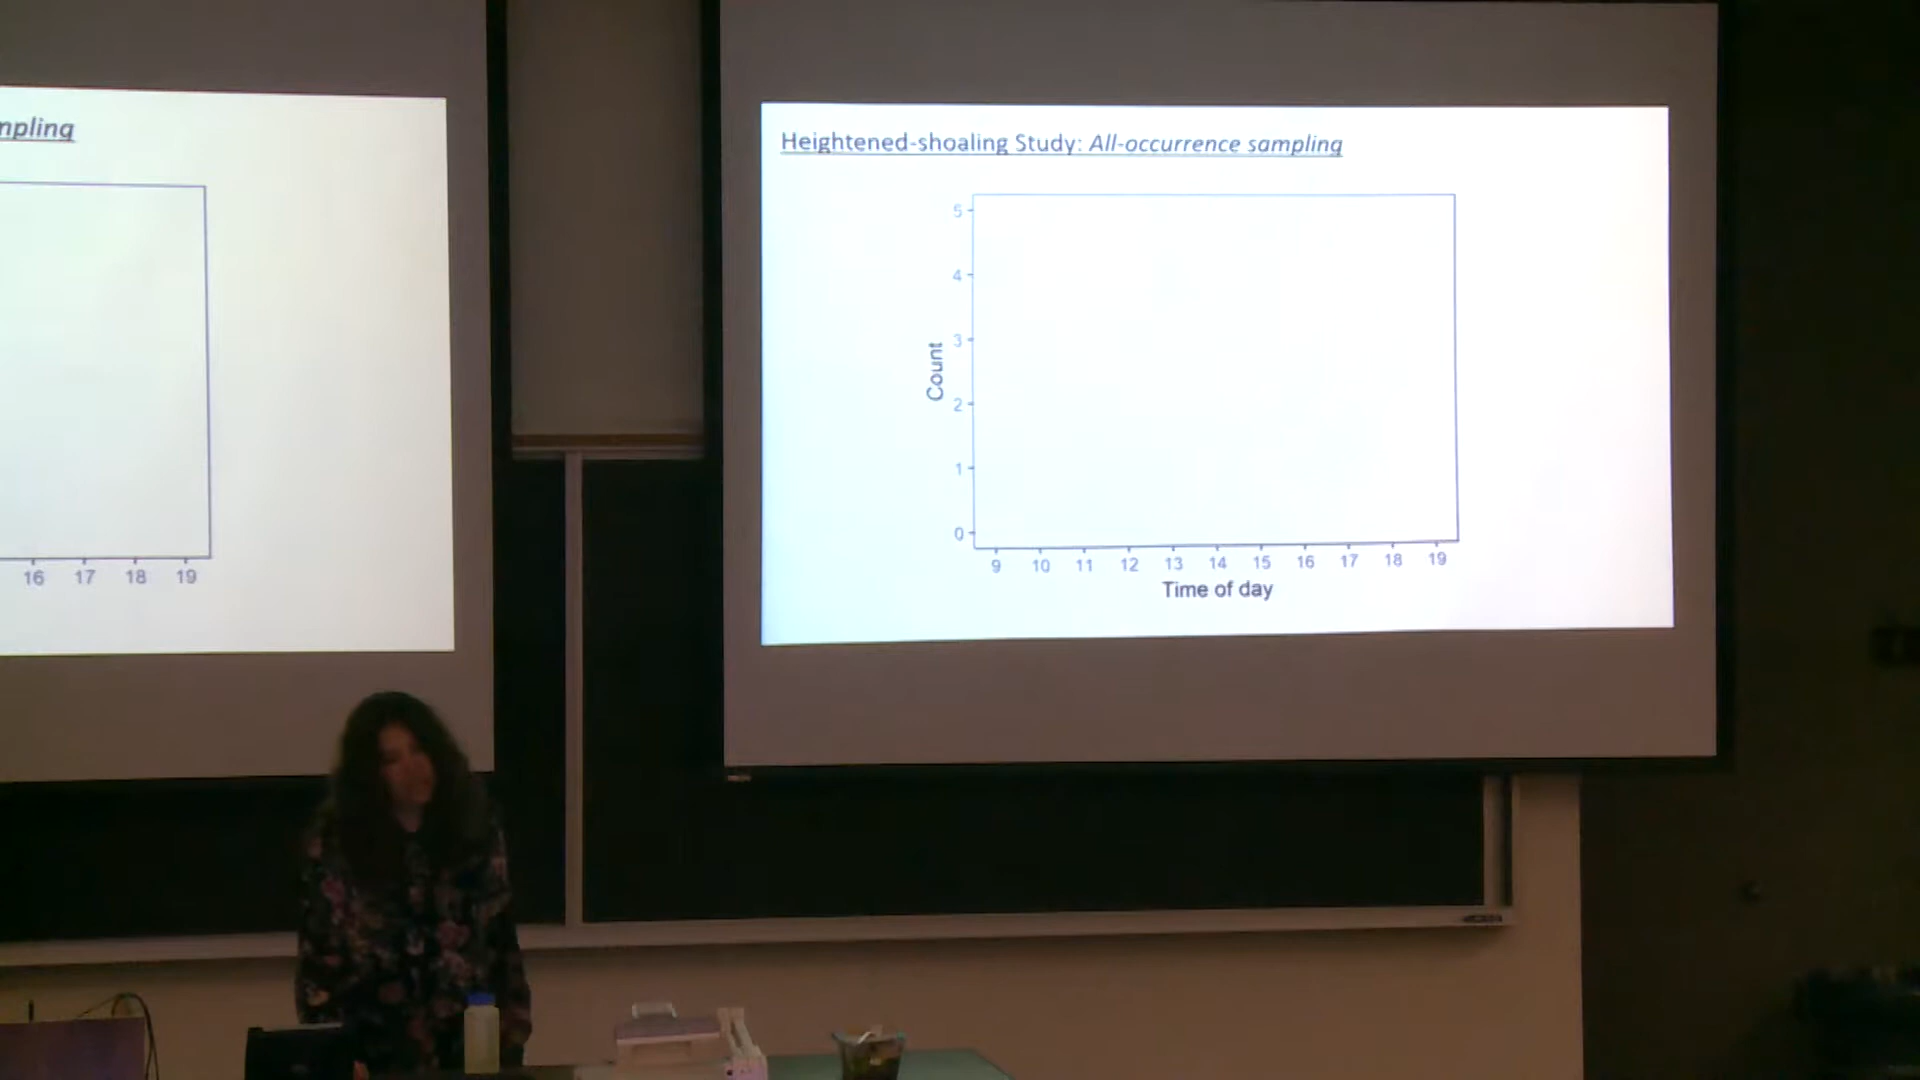 npling
16 17 18 19
Heightened-shoaling Study: All-occurrence sampling
5
4
3
2
1
0
Count
9 10 11 12 13 14 15 16 17 18 19
Time of day